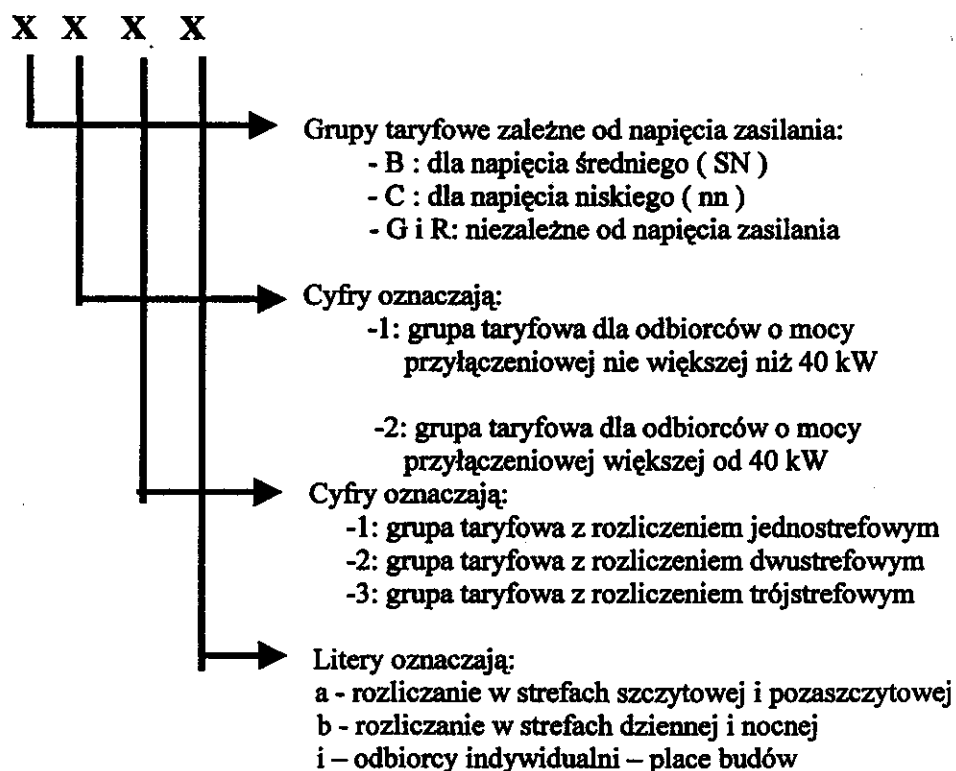 X X X X
Grupy taryfowe zależne od napięcia zasilania:
- B : dla napięcia średniego ( SN )
- C : dla napięcia niskiego ( nn )
- G i R: niezależne od napięcia zasilania
Cyfry oznaczają:
-1: grupa taryfowa dla odbiorców o mocy
przyłączeniowej nie większej niż 40 kW
-2: grupa taryfowa dla odbiorców o mocy
przyłączeniowej większej od 40 kW
Cyfry oznaczają:
-1: grupa taryfowa z rozliczeniem jednostrefowym
-2: grupa taryfowa z rozliczeniem dwustrefowym
-3: grupa taryfowa z rozliczeniem trójstrefowym
Litery oznaczają:
a - rozliczanie w strefach szczytowej i pozaszczytowej
b - rozliczanie w strefach dziennej i nocnej
i – odbiorcy indywidualni – place budów